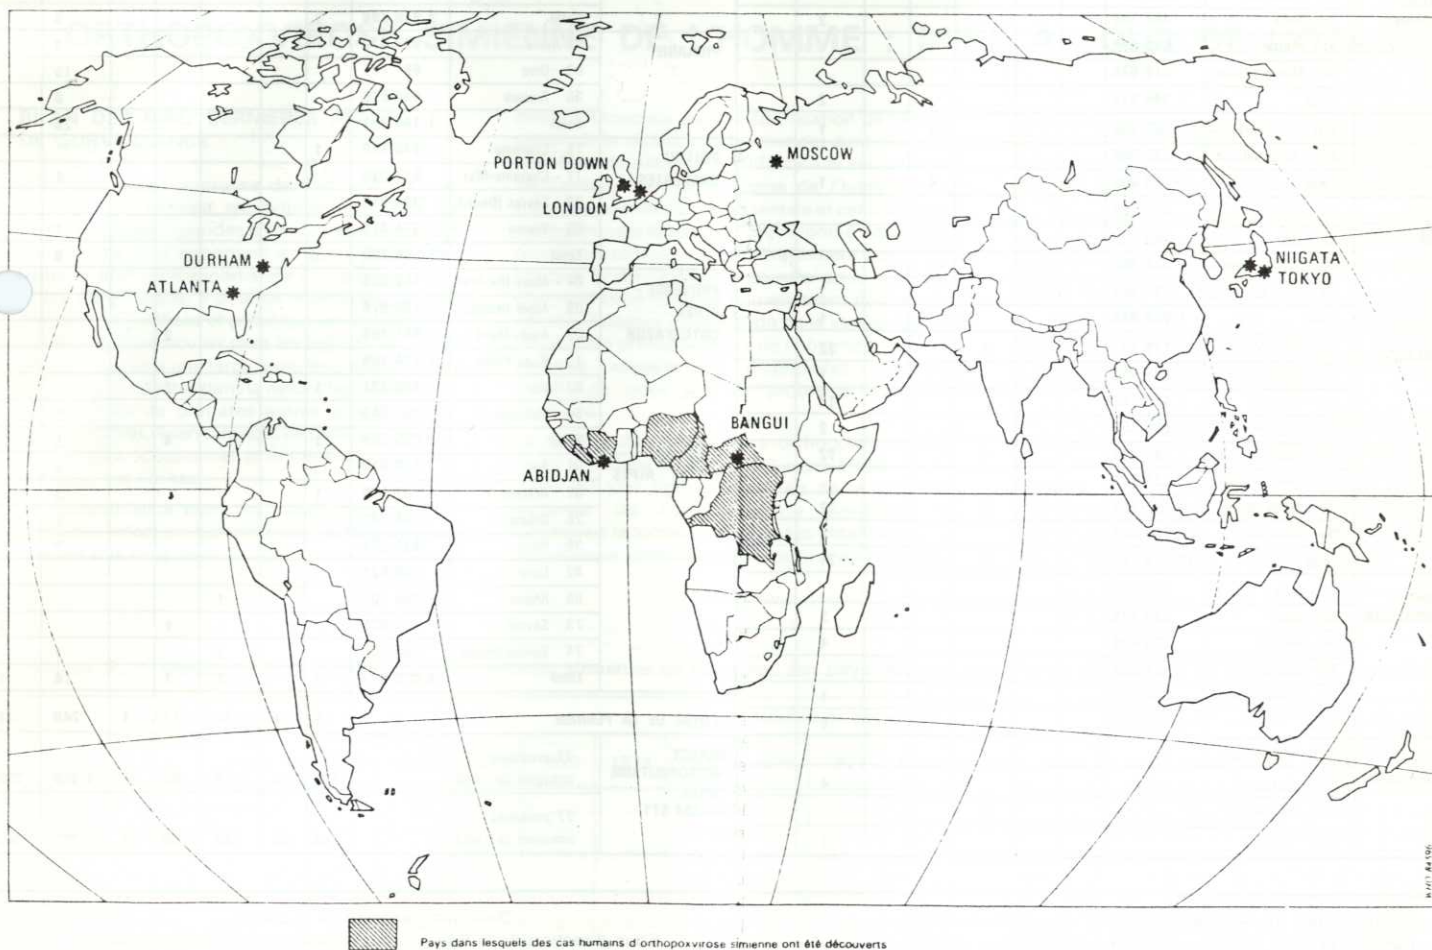 PORTON DOWN
MOSCOW
LONDON
DURHAM
ATLANTA
NIIGATA
TOKYO
BANGUI
ABIDJAN
Pays dans lesquels des cas humains d'orthopoxvirose simienne ont été découverts